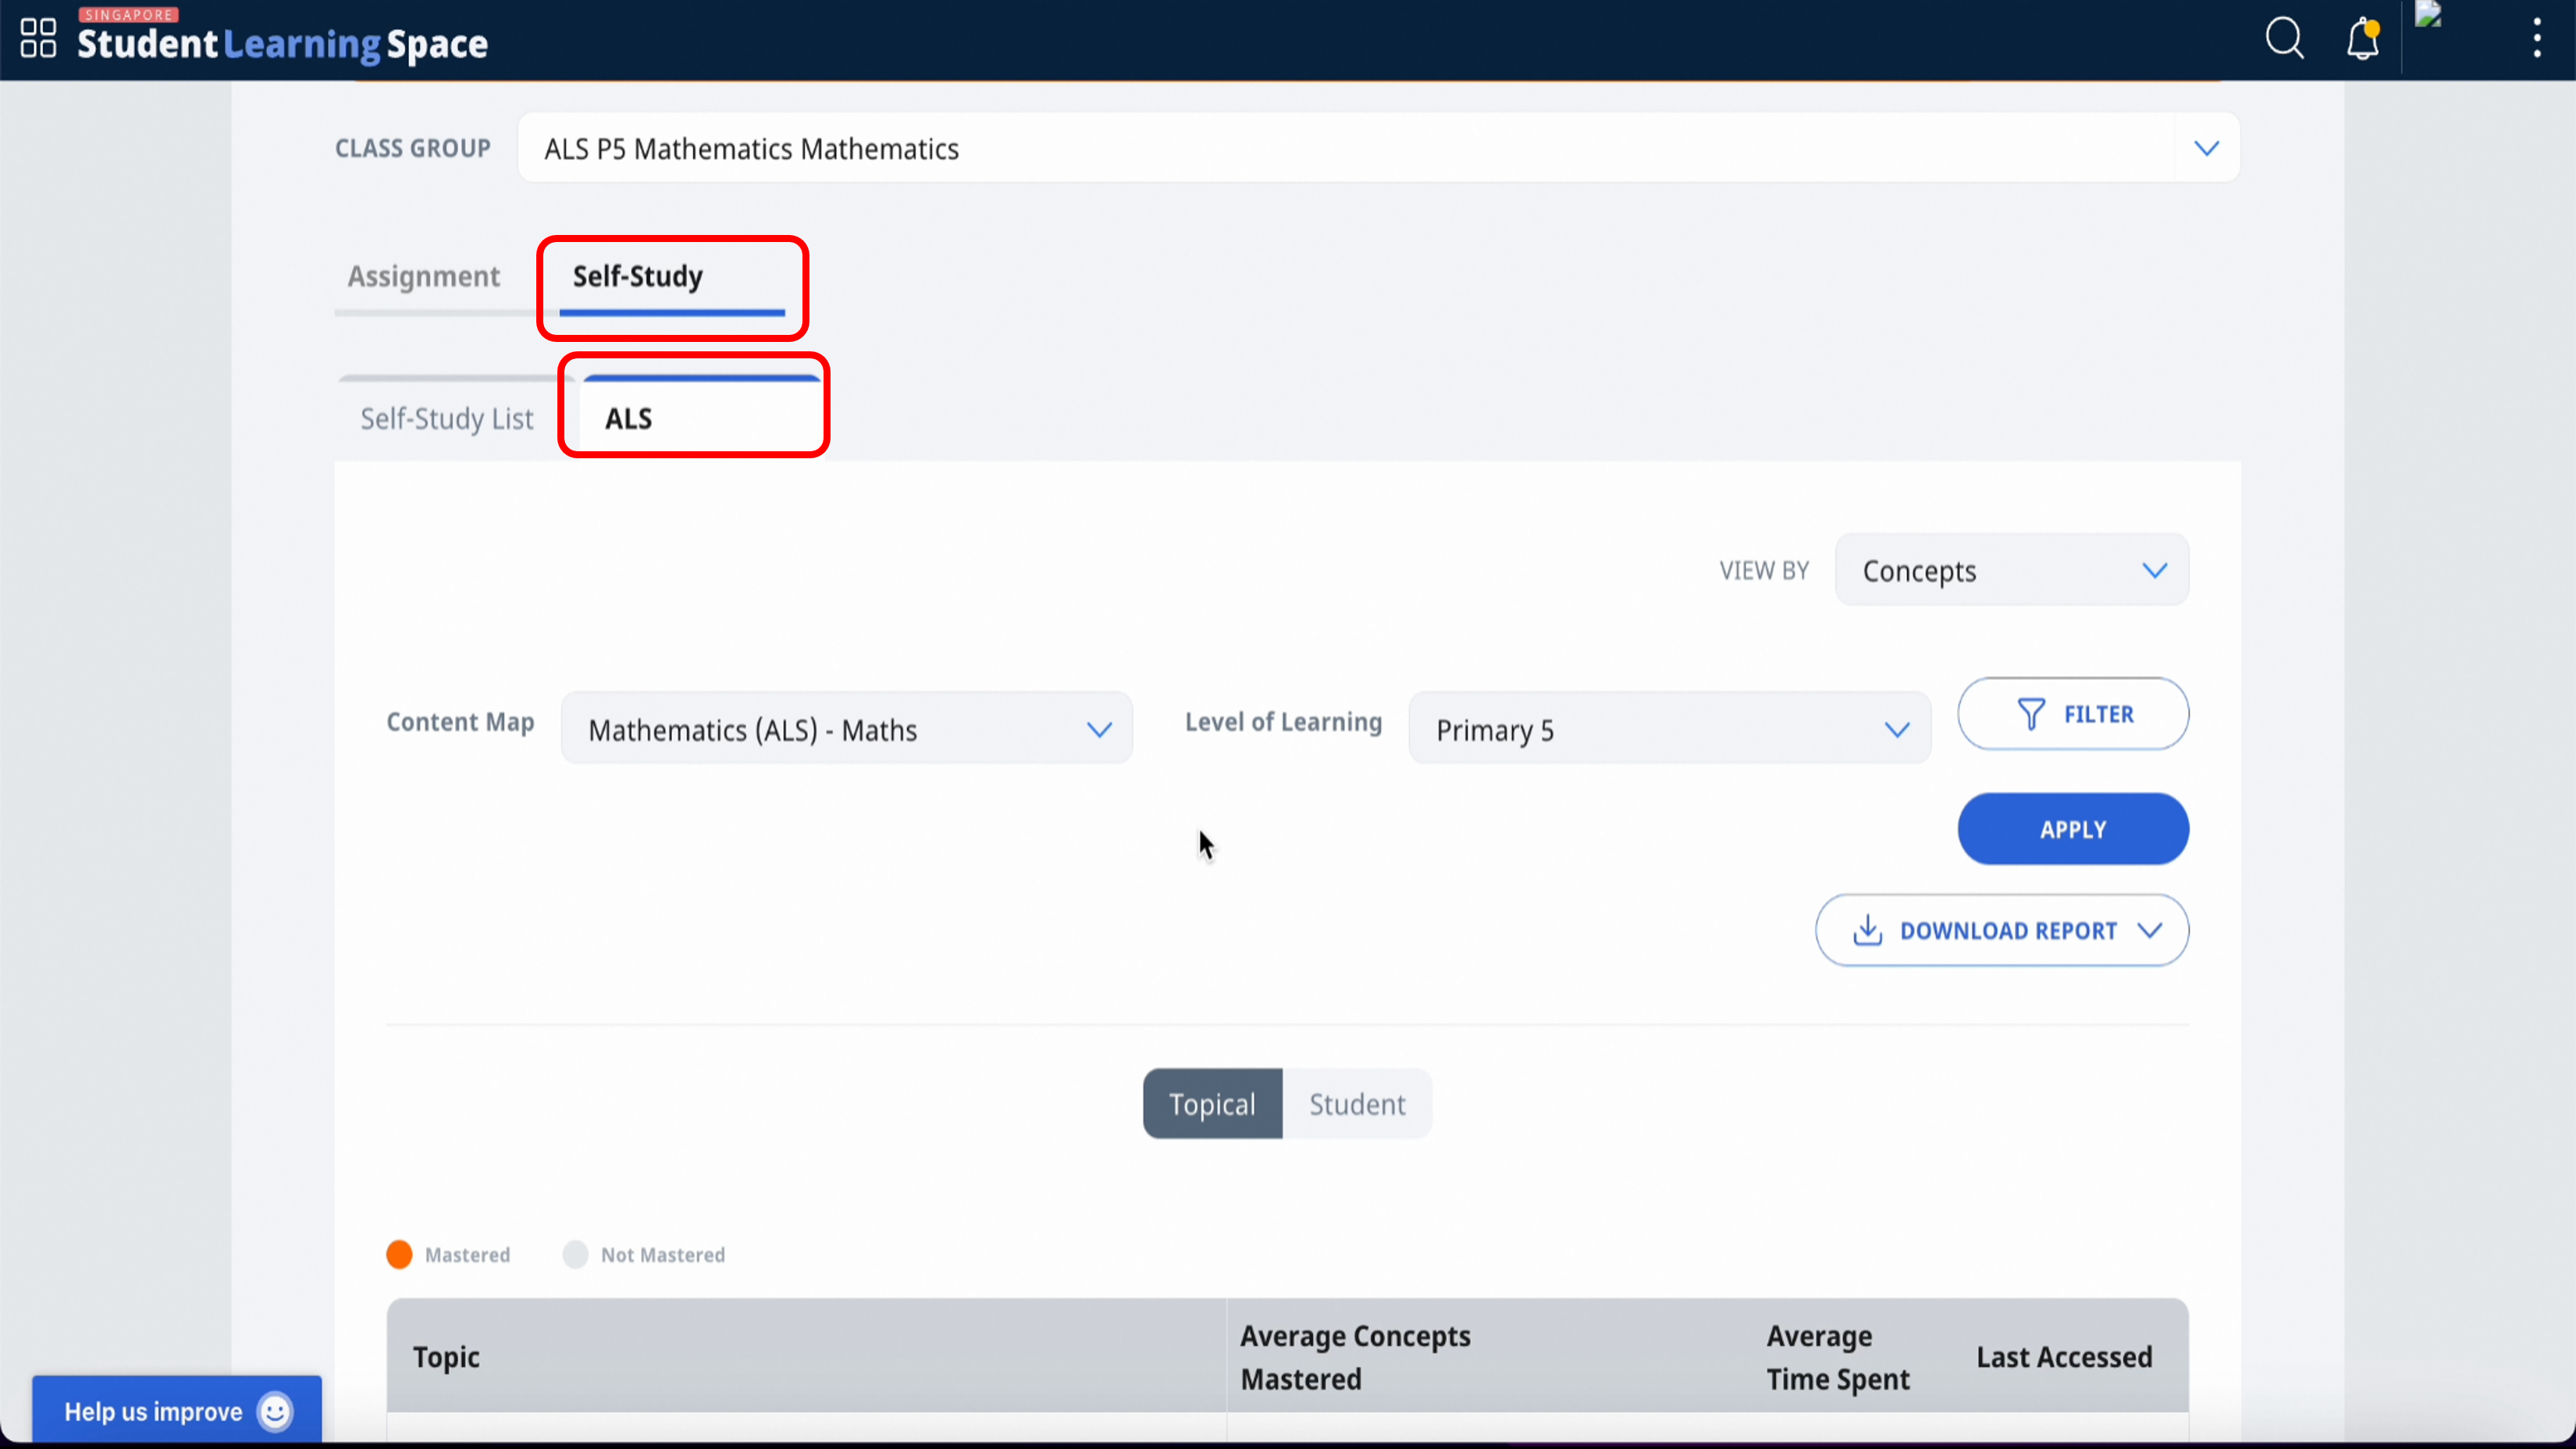 SINGAPORE
Student Learning Space
CLASS GROUP
ALS P5 Mathematics Mathematics
Assignment
Self-Study
Self-Study List
ALS
VIEW BY
Concepts
Content Map
Mathematics (ALS) - Maths
Level of Learning
Primary 5
FILTER
APPLY
DOWNLOAD REPORT
Topical
Student
Mastered
Not Mastered
Topic
Average Concepts
Mastered
Average
Time Spent
Last Accessed
Help us improve